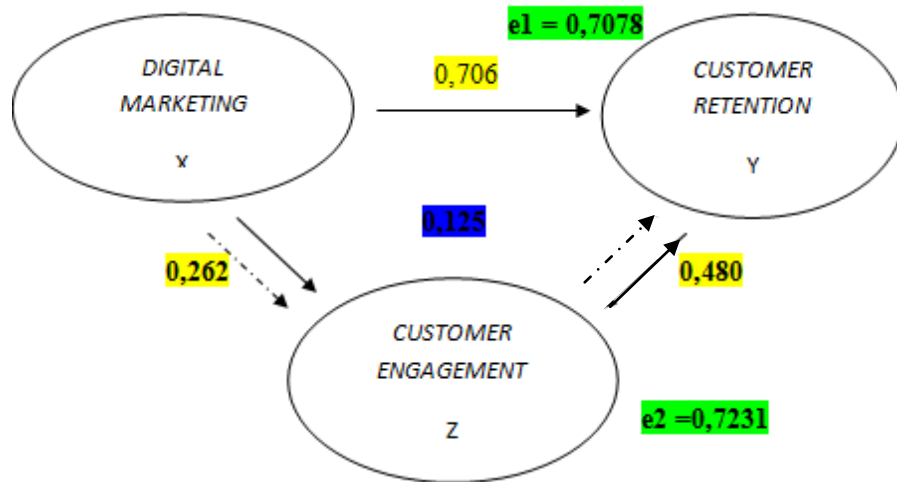 e1 = 0,7078
DIGITAL
MARKETING
X
0,706
CUSTOMER
RETENTION
Y
0,125
0,262
0,480
CUSTOMER
ENGAGEMENT
Z
e2 =0,7231